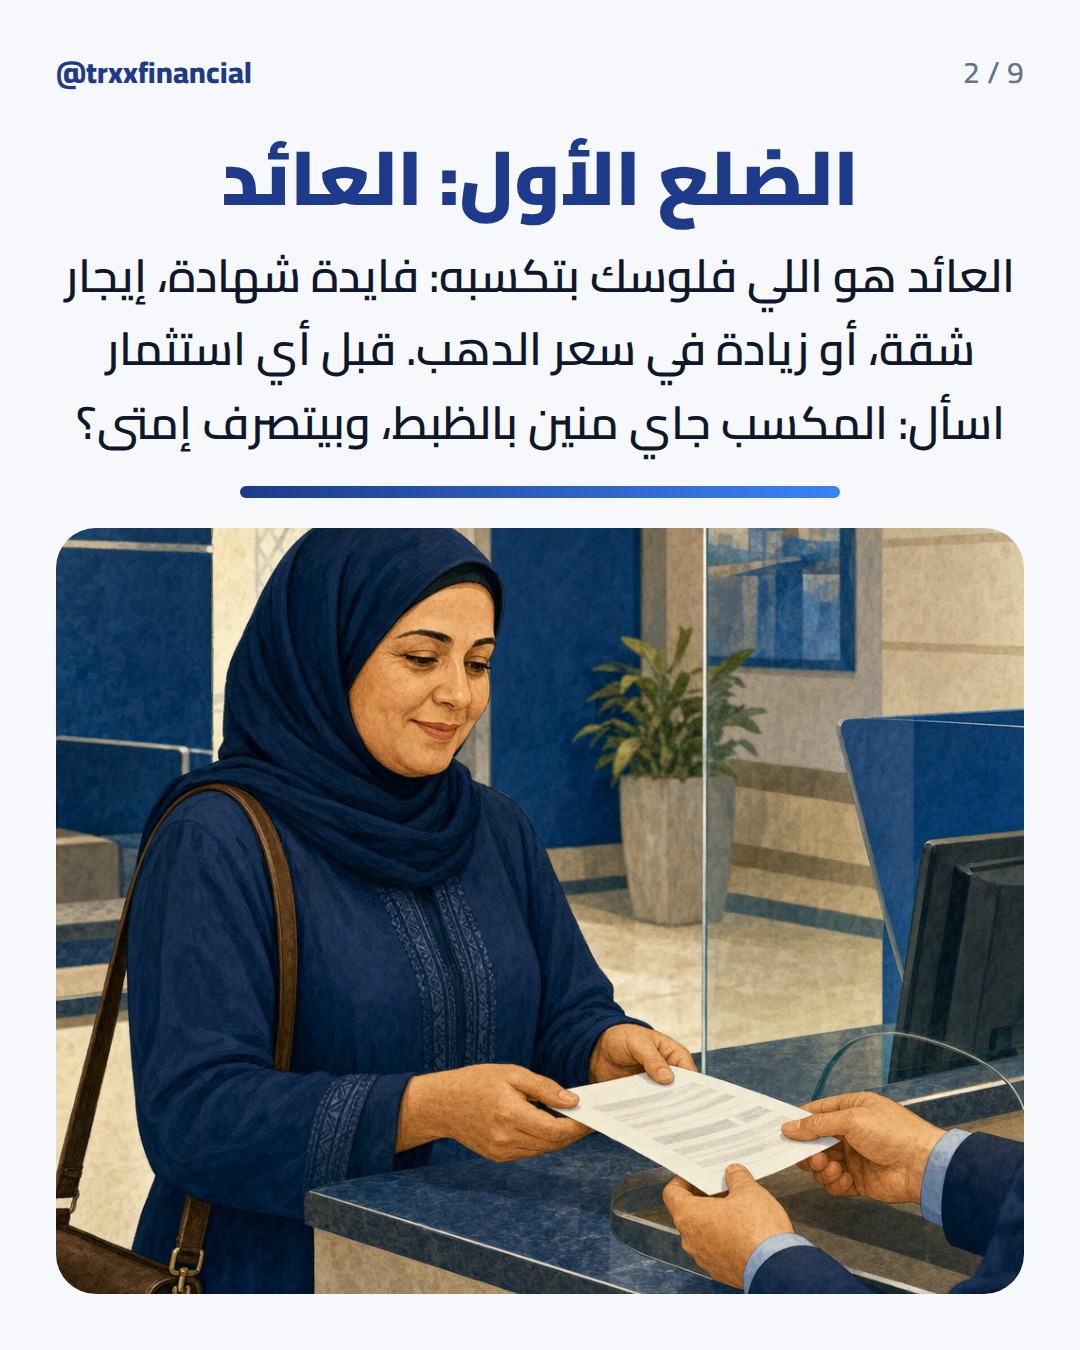 @trxxfinancial
2 / 9
الضلع الأول: العائد
العائد هو اللي فلوسك بتكسبه: فايدة شهادة، إيجار
شقة، أو زيادة في سعر الدهب. قبل أي استثمار
اسأل: المكسب جاي منين بالظبط، وبيتصرف إمتى؟